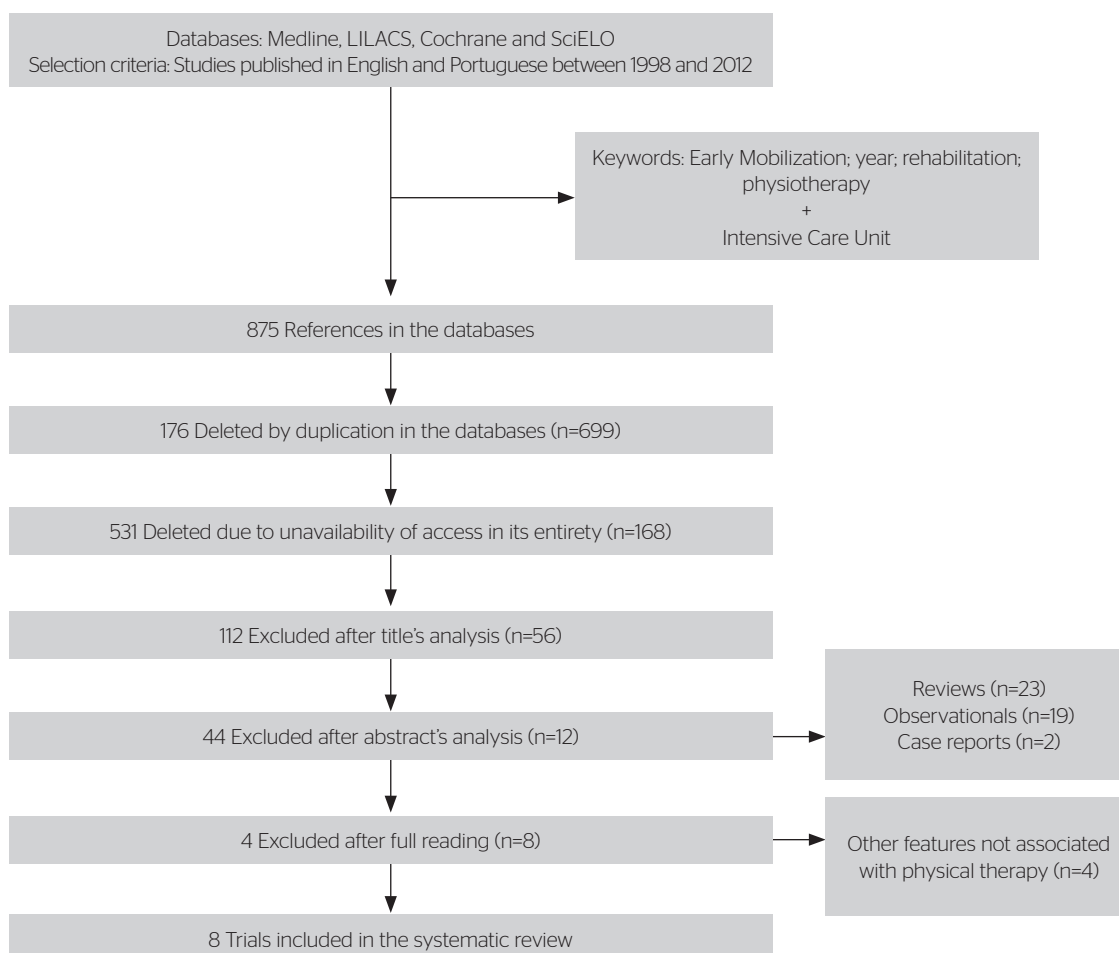 Databases: Medline, LILACS, Cochrane and SciELO
Selection criteria: Studies published in English and Portuguese between 1998 and 2012
Keywords: Early Mobilization; year; rehabilitation;
physiotherapy
+
Intensive Care Unit
875 References in the databases
176 Deleted by duplication in the databases (n=699)
531 Deleted due to unavailability of access in its entirety (n=168)
112 Excluded after title's analysis (n=56)
44 Excluded after abstract's analysis (n=12)
Reviews (n=23)
Observationals (n=19)
Case reports (n=2)
4 Excluded after full reading (n=8)
Other features not associated
with physical therapy (n=4)
8 Trials included in the systematic review